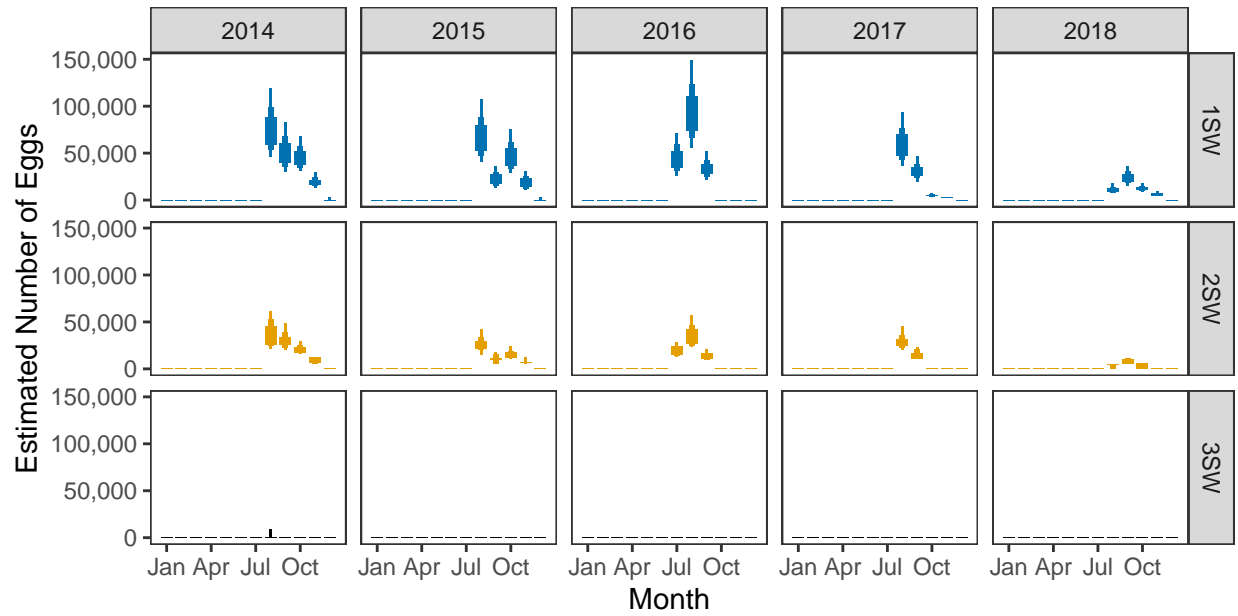 2014 2015 2016 2017 2018
Estimated Number of Eggs
150,000
100,000
50,000
0
1SW
150,000
100,000
50,000
0
2SW
150,000
100,000
50,000
0
3SW
Jan Apr Jul Oct Jan Apr Jul Oct Jan Apr Jul Oct Jan Apr Jul Oct Jan Apr Jul Oct
Month